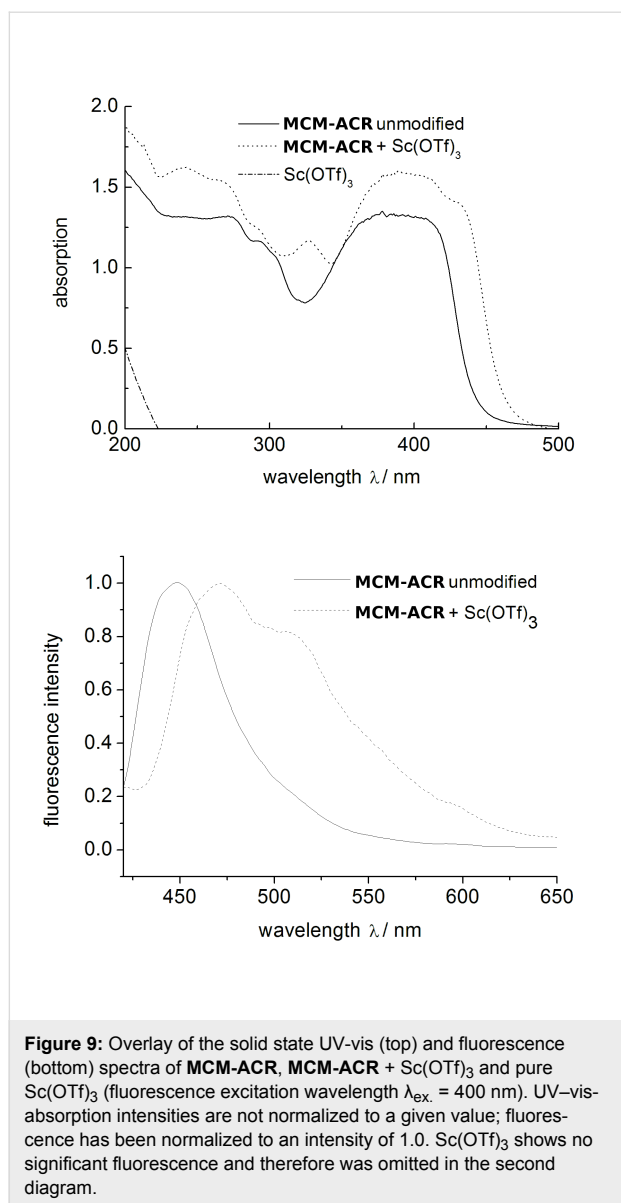 2.0
1.5
1.0
0.5
0.0
absorption
MCM-ACR unmodified
MCM-ACR + Sc(OTf)₃
Sc(OTf)₃
200 300 400 500
wavelength λ / nm
1.0
0.8
0.6
0.4
0.2
0.0
fluorescence intensity
MCM-ACR unmodified
MCM-ACR + Sc(OTf)₃
450 500 550 600 650
wavelength λ / nm
Figure 9: Overlay of the solid state UV-vis (top) and fluorescence
(bottom) spectra of MCM-ACR, MCM-ACR + Sc(OTf)₃ and pure
Sc(OTf)₃ (fluorescence excitation wavelength λex. = 400 nm). UV–vis-
absorption intensities are not normalized to a given value; fluores-
cence has been normalized to an intensity of 1.0. Sc(OTf)₃ shows no
significant fluorescence and therefore was omitted in the second
diagram.